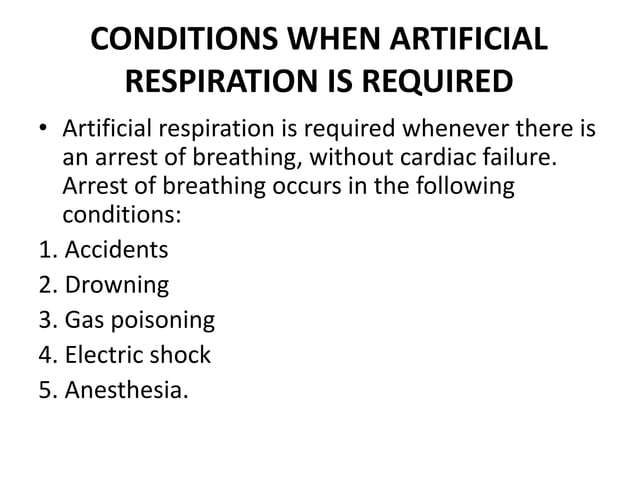 CONDITIONS WHEN ARTIFICIAL
RESPIRATION IS REQUIRED
• Artificial respiration is required whenever there is
an arrest of breathing, without cardiac failure.
Arrest of breathing occurs in the following
conditions:
1. Accidents
2. Drowning
3. Gas poisoning
4. Electric shock
5. Anesthesia.